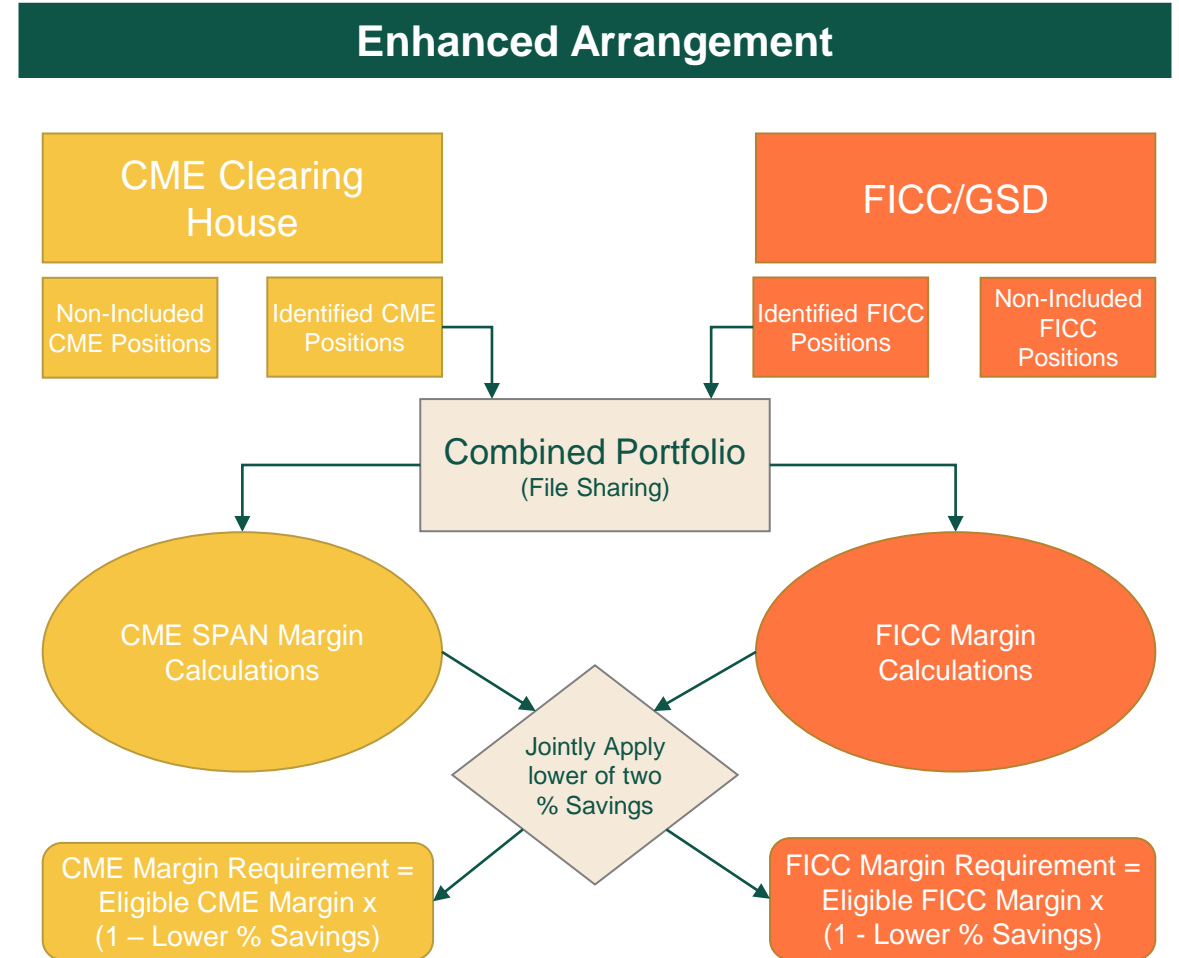 Enhanced Arrangement
CME Clearing
House
FICC/GSD
Non-Included
CME Positions
Identified CME
Positions
Identified FICC
Positions
Non-Included
FICC
Positions
Combined Portfolio
(File Sharing)
CME SPAN Margin
Calculations
FICC Margin
Calculations
Jointly Apply
lower of two
% Savings
CME Margin Requirement =
Eligible CME Margin x
(1 – Lower % Savings)
FICC Margin Requirement =
Eligible FICC Margin x
(1 - Lower % Savings)